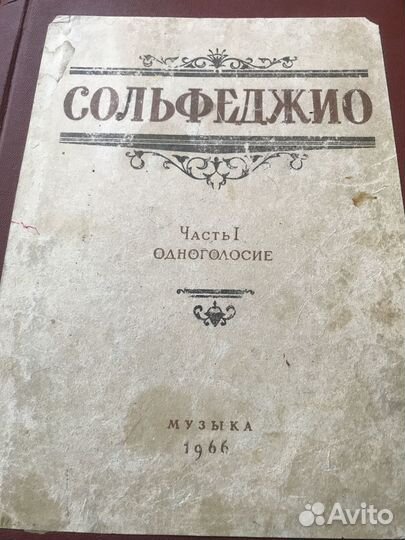 СОЛЬФЕДЖИО
ЧАСТЬ I
ОДНОГОЛОСИЕ
МУЗЫКА
1966
Avito